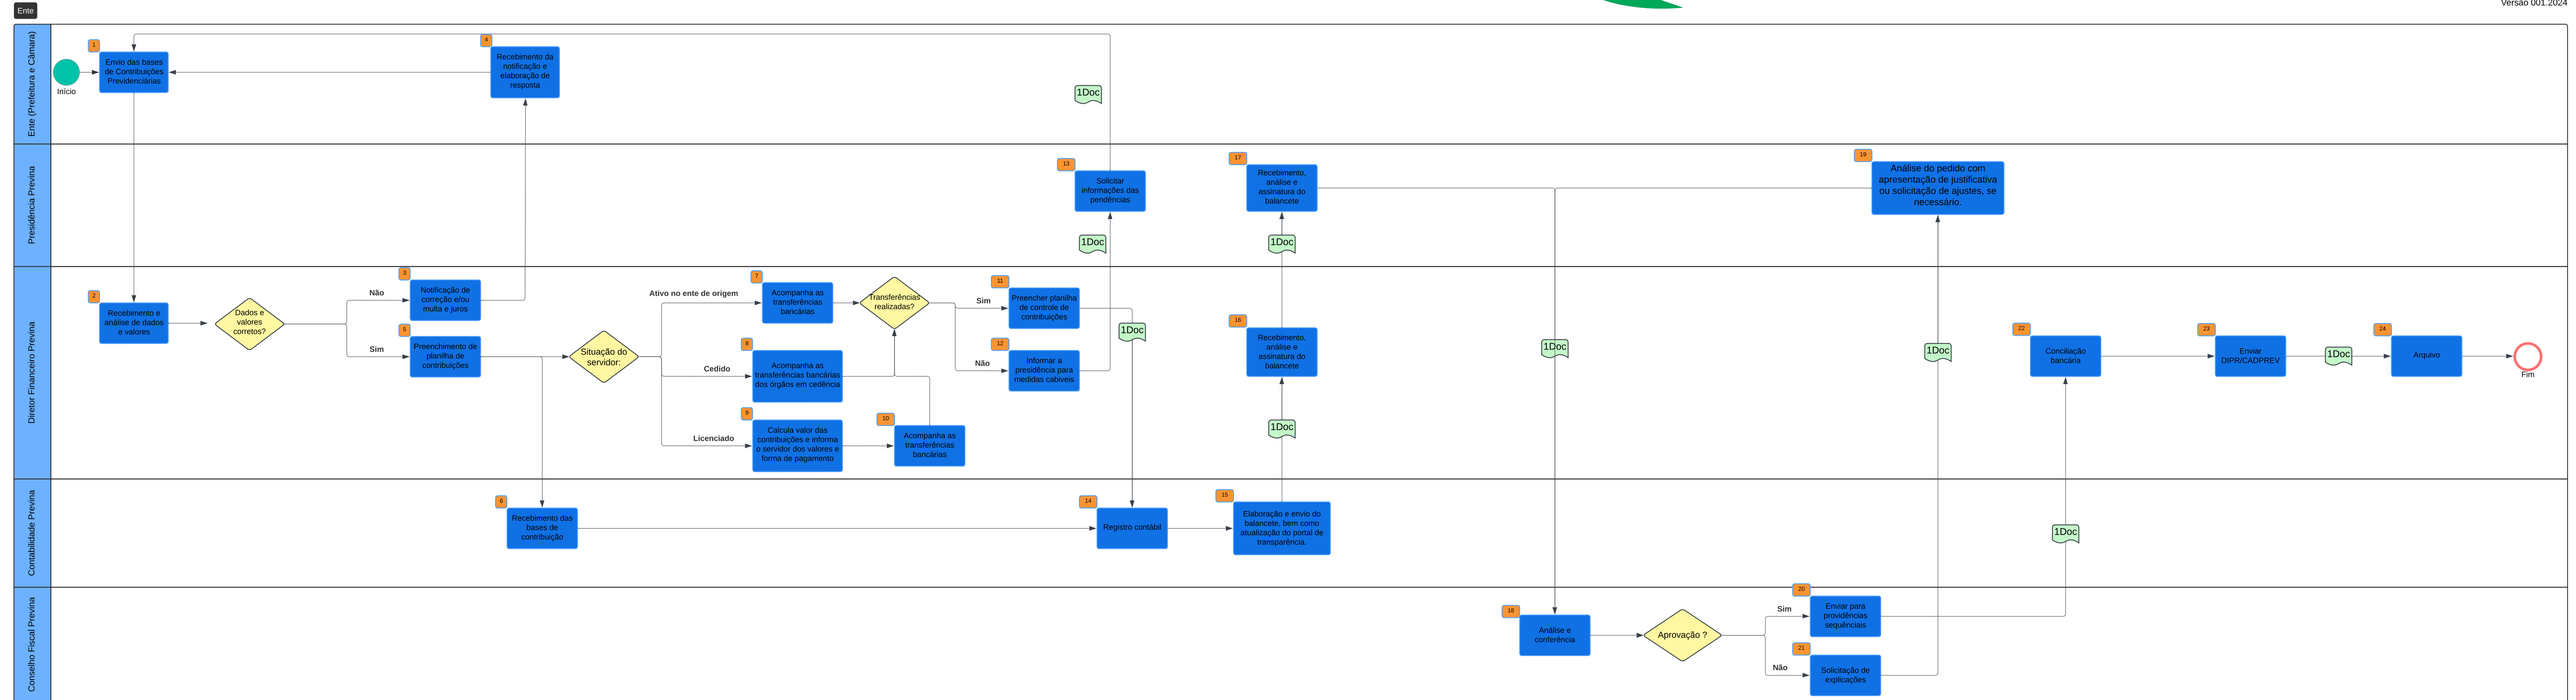 Ente
Versão 001.2024
Ente (Prefeitura e Câmara)
Início
1
Envio das bases
de Contribuições
Previdenciárias
4
Recebimento da
notificação e
elaboração de
resposta
1Doc
Presidência Previna
13
Solicitar
informações das
pendências
1Doc
17
Recebimento,
análise e
assinatura do
balancete
1Doc
19
Análise do pedido com
apresentação de justificativa
ou solicitação de ajustes, se
necessário.
Diretor Financeiro Previna
2
Recebimento e
análise de dados
e valores
Dados e
valores
corretos?
Não
3
Notificação de
correção e/ou
multa e juros
Sim
5
Preenchimento de
planilha de
contribuições
Situação do
servidor:
Ativo no ente de origem
7
Acompanha as
transferências
bancárias
Cedido
8
Acompanha as
transferências bancárias
dos órgãos em cedência
Licenciado
9
Calcula valor das
contribuições e informa
o servidor dos valores e
forma de pagamento
10
Acompanha as
transferências
bancárias
Transferências
realizadas?
Sim
11
Preencher planilha
de controle de
contribuições
Não
12
Informar a
presidência para
medidas cabiveis
1Doc
16
Recebimento,
análise e
assinatura do
balancete
1Doc
1Doc
1Doc
22
Conciliação
bancária
23
Enviar
DIPR/CADPREV
1Doc
24
Arquivo
Fim
Contabilidade Previna
6
Recebimento das
bases de
contribuição
14
Registro contábil
15
Elaboração e envio do
balancete, bem como
atualização do portal de
transparência.
1Doc
Conselho Fiscal Previna
18
Análise e
conferência
Aprovação ?
Sim
20
Enviar para
providências
sequênciais
Não
21
Solicitação de
explicações